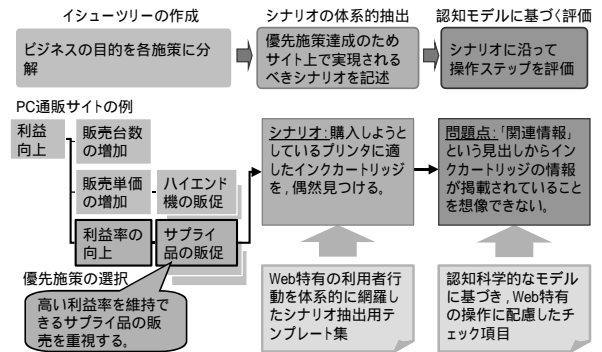 イシューツリーの作成
シナリオの体系的抽出
認知モデルに基づく評価
ビジネスの目的を各施策に分
解
優先施策達成のため
サイト上で実現される
べきシナリオを記述
シナリオに沿って
操作ステップを評価
PC通販サイトの例
利益
向上
販売台数
の増加
販売単価
の増加
ハイエンド
機の販促
利益率の
向上
サプライ
品の販促
優先施策の選択
高い利益率を維持で
きるサプライ品の販
売を重視する。
シナリオ:購入しようと
しているプリンタに適
したインクカートリッジ
を,偶然見つける。
問題点:「関連情報」
という見出しからイン
クカートリッジの情報
が掲載されていること
を想像できない。
Web特有の利用者行
動を体系的に網羅し
たシナリオ抽出用テ
ンプレート集
認知科学的なモデル
に基づき,Web特有
の操作に配慮したチ
ェック項目